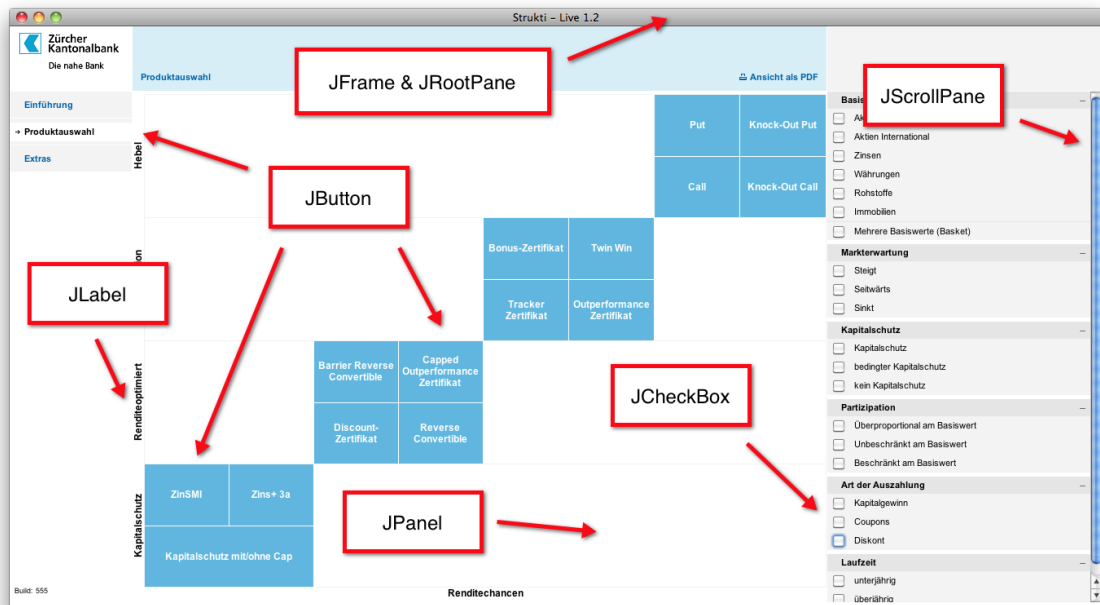 Strukti – Live 1.2
Zürcher
Kantonalbank
Die nahe Bank
Produktauswahl
JFrame & JRootPane
Ansicht als PDF
JScrollPane
Einführung
→ Produktauswahl
Extras
JButton
JLabel
JCheckBox
JPanel
Hebel
on
Renditeoptimiert
Kapitalschutz
Put
Knock-Out Put
Call
Knock-Out Call
Bonus-Zertifikat
Twin Win
Tracker
Zertifikat
Outperformance
Zertifikat
Barrier Reverse
Convertible
Capped
Outperformance
Zertifikat
Discount-
Zertifikat
Reverse
Convertible
ZinSMI
Zins+ 3a
Kapitalschutz mit/ohne Cap
Renditechancen
Build: 555
Basis
Ak
Aktien International
Zinsen
Währungen
Rohstoffe
Immobilien
Mehrere Basiswerte (Basket)
Markterwartung
Steigt
Seitwärts
Sinkt
Kapitalschutz
Kapitalschutz
bedingter Kapitalschutz
kein Kapitalschutz
Partizipation
Überproportional am Basiswert
Unbeschränkt am Basiswert
Beschränkt am Basiswert
Art der Auszahlung
Kapitalgewinn
Coupons
Diskont
Laufzeit
unterjährig
überjährig